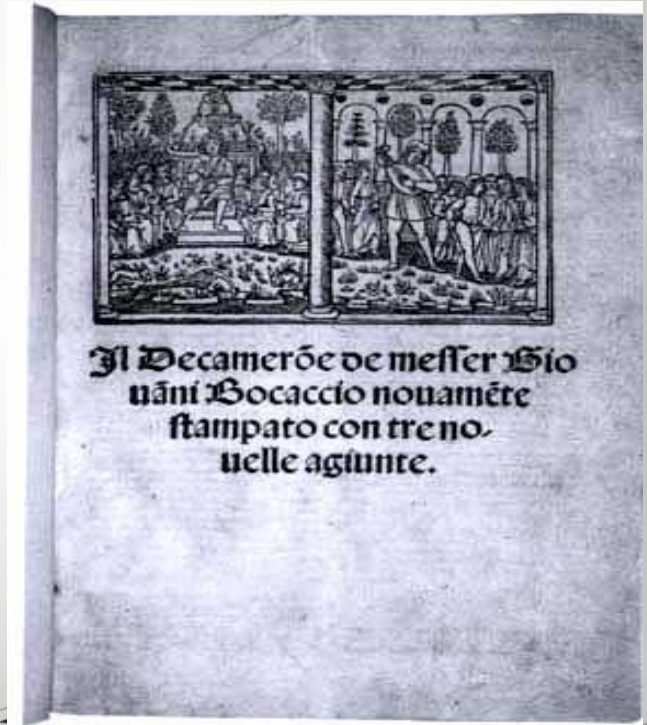 Il Decamerõe de meſſer Gio
uãni Bocaccio nouamẽte
ſtampato con tre no-
uelle agiunte.